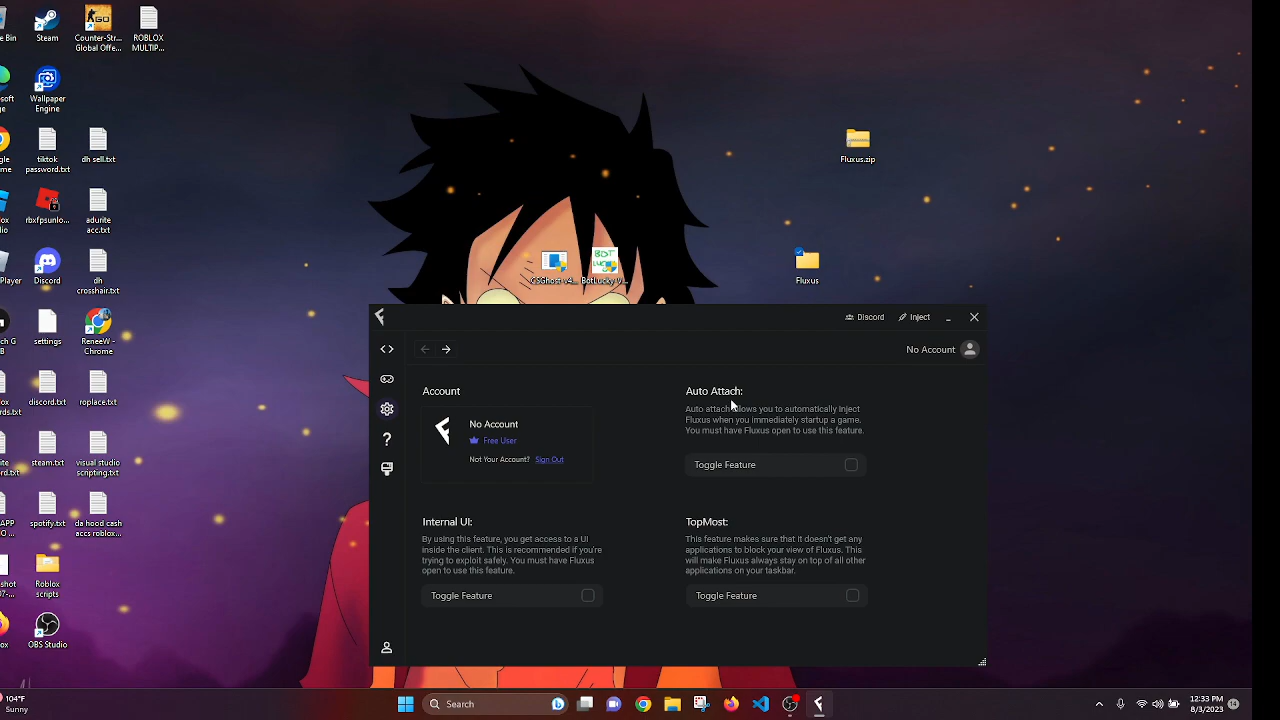 e Bin
Steam
Counter-Str...
Global Offe...
ROBLOX
MULTIP...
Wallpaper
Engine
tiktok
dh sell.txt
Fluxus.zip
rbxfpsunlo...
adurite
acc.txt
Discord
dh
crosshair.txt
CSGhost v4...
Fluxus
settings
ReneeW -
Chrome
discord.txt
roplace.txt
steam.txt
visual studio
scripting.txt
spotify.txt
da hood cash
accs roblox...
Roblox
scripts
OBS Studio
Discord
Inject
No Account
Account
No Account
Free User
Not Your Account? Sign Out
Auto Attach:
Auto attach allows you to automatically inject
Fluxus when you immediately startup a game.
You must have Fluxus open to use this feature.
Toggle Feature
Internal UI:
By using this feature, you get access to a UI
inside the client. This is recommended if you're
trying to exploit safely. You must have Fluxus
open to use this feature.
Toggle Feature
TopMost:
This feature makes sure that it doesn't get any
applications to block your view of Fluxus. This
will make Fluxus always stay on top of all other
applications on your taskbar.
Toggle Feature
104°F
Sunny
Search
12:33 PM
8/3/2023